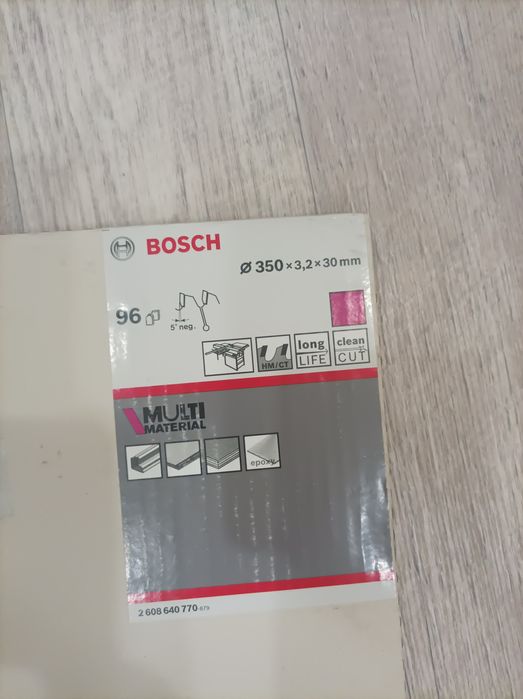 BOSCH
Ø 350 × 3,2 × 30 mm
96
5° neg.
HM/CT
long LIFE
clean CUT
MULTI
MATERIAL
epoxy
2 608 640 770-879